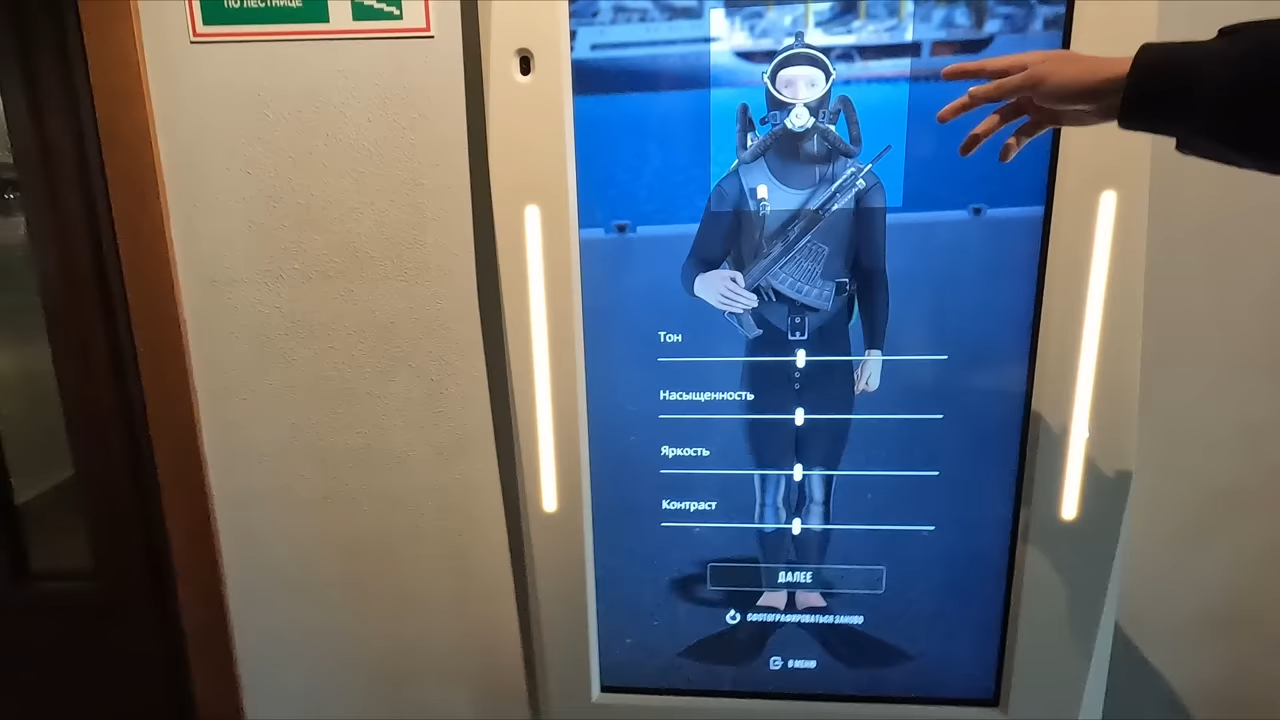 ПО ЛЕСТНИЦЕ
Тон
Насыщенность
Яркость
Контраст
ДАЛЕЕ
СФОТОГРАФИРОВАТЬСЯ ЗАНОВО
В МЕНЮ